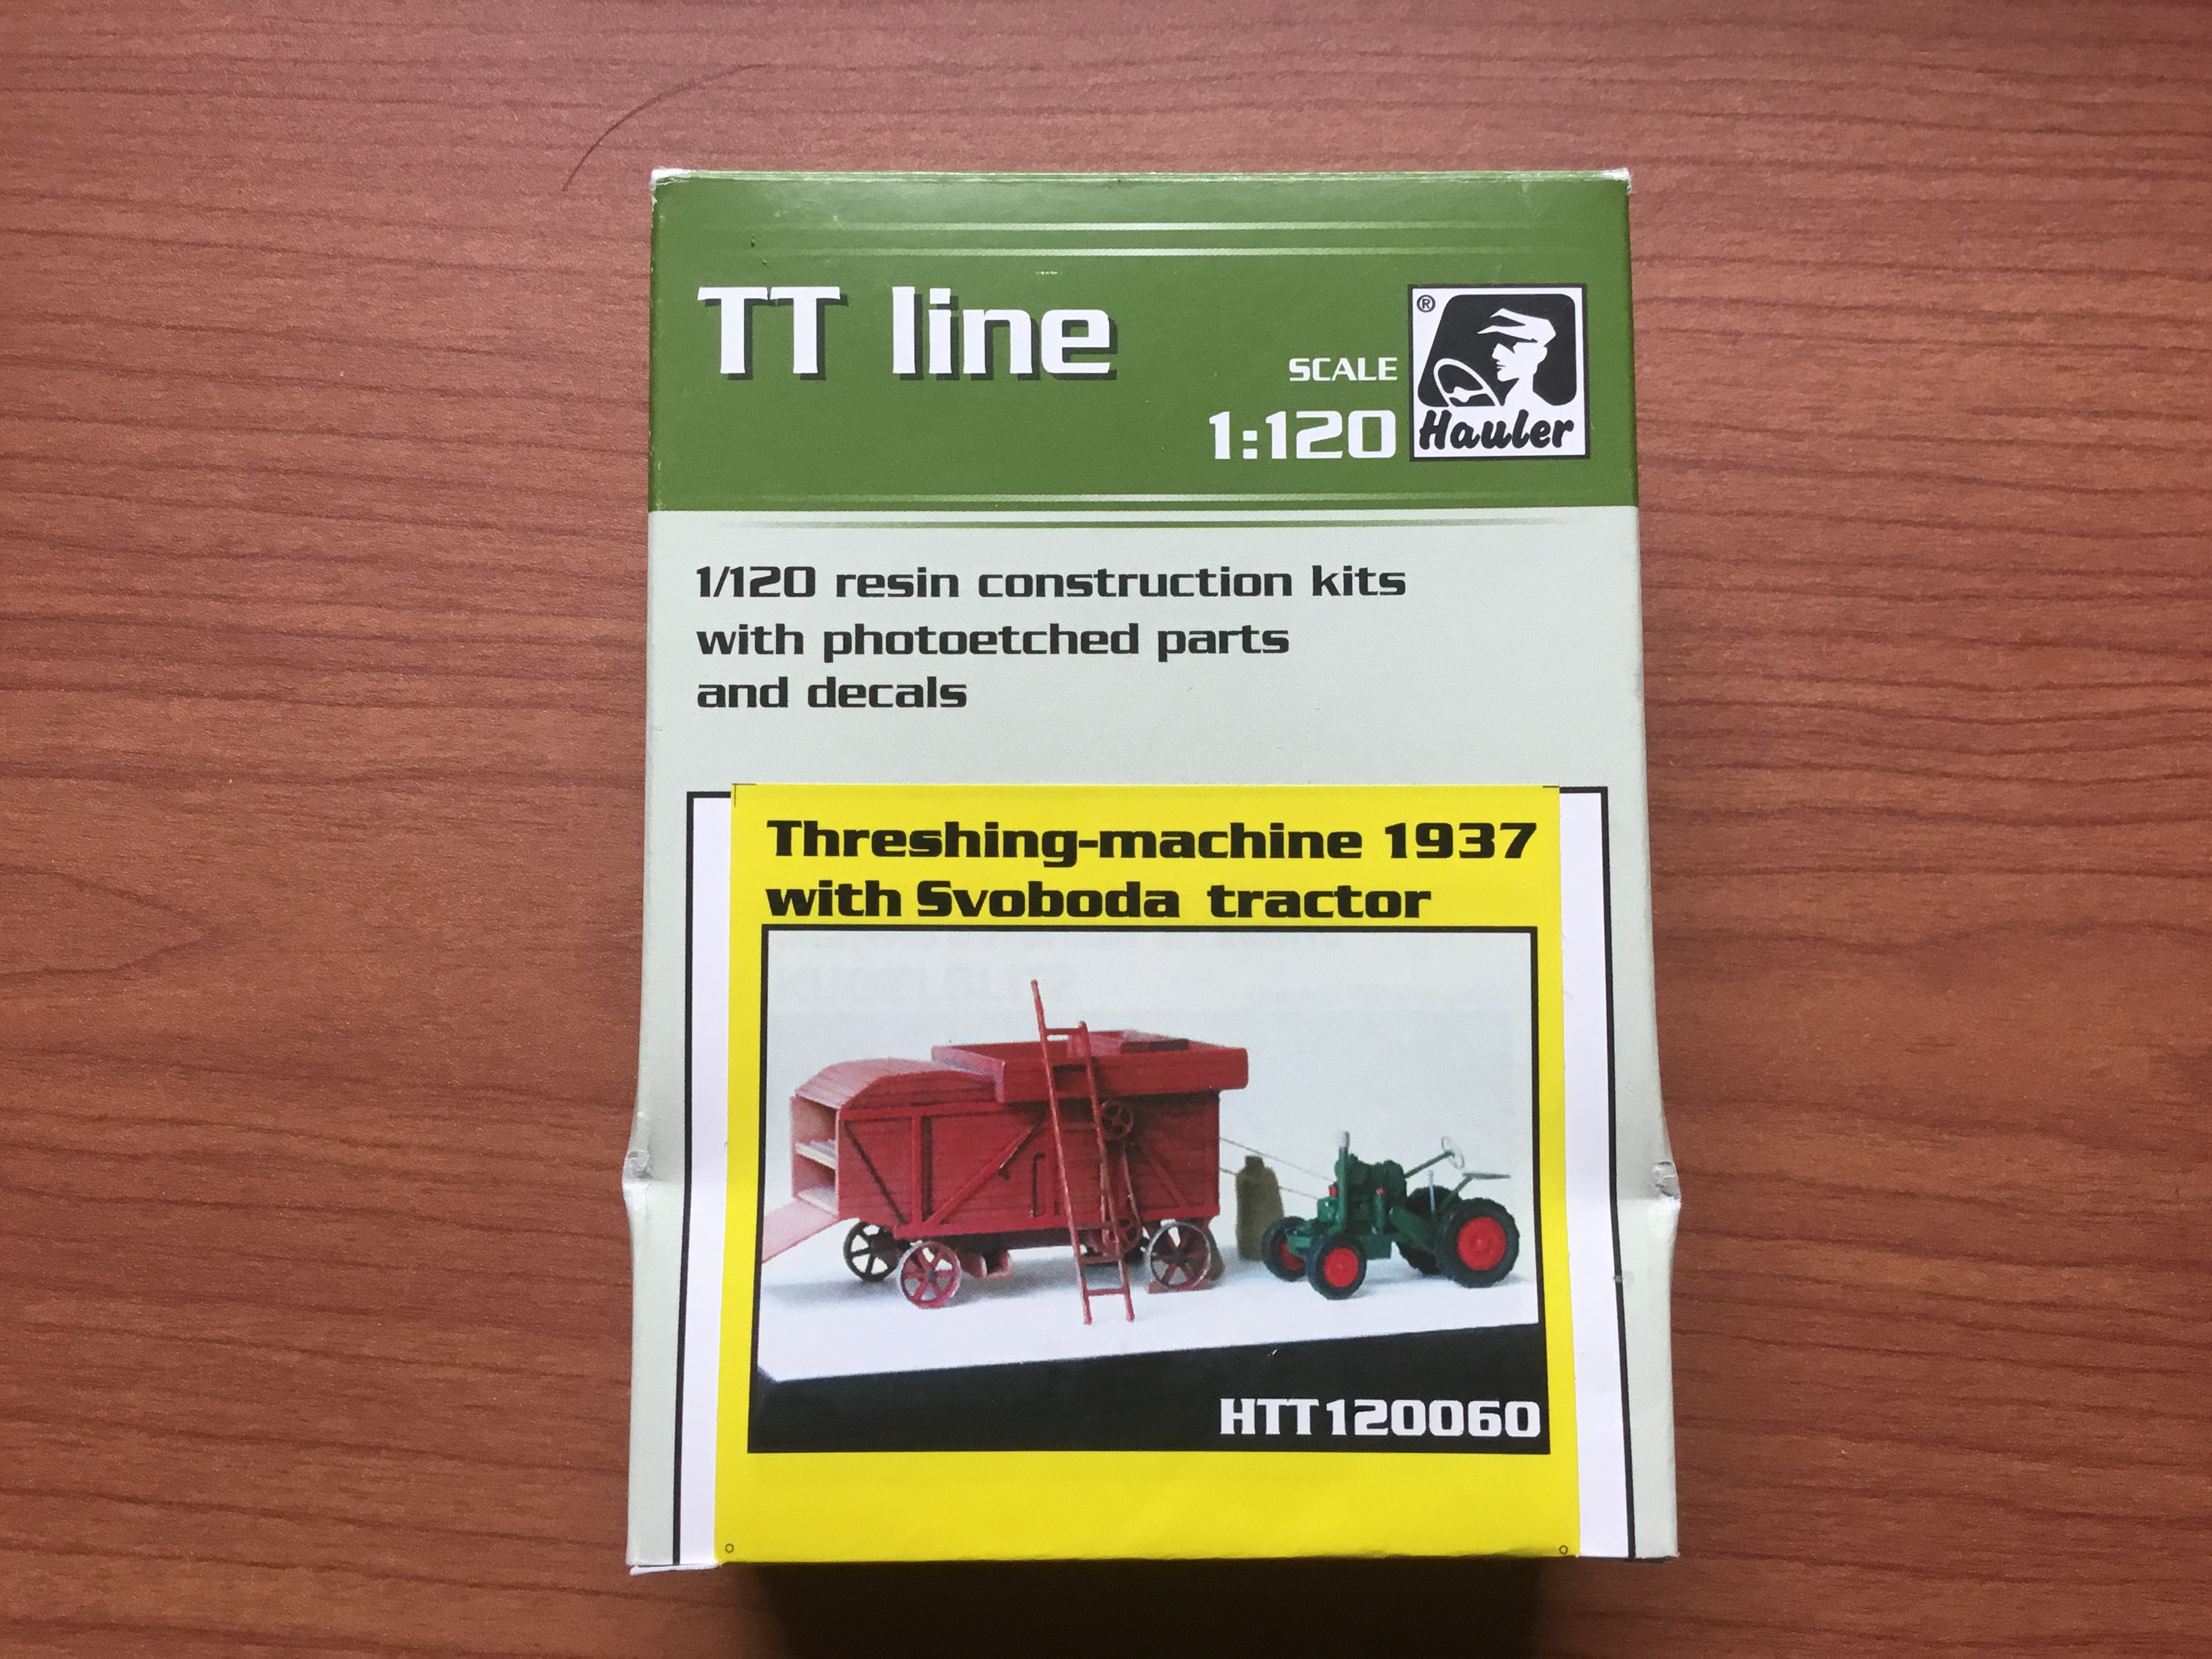 TT line
SCALE
1:120
®
Hauler
1/120 resin construction kits
with photoetched parts
and decals
Threshing-machine 1937
with Svoboda tractor
HTT120060